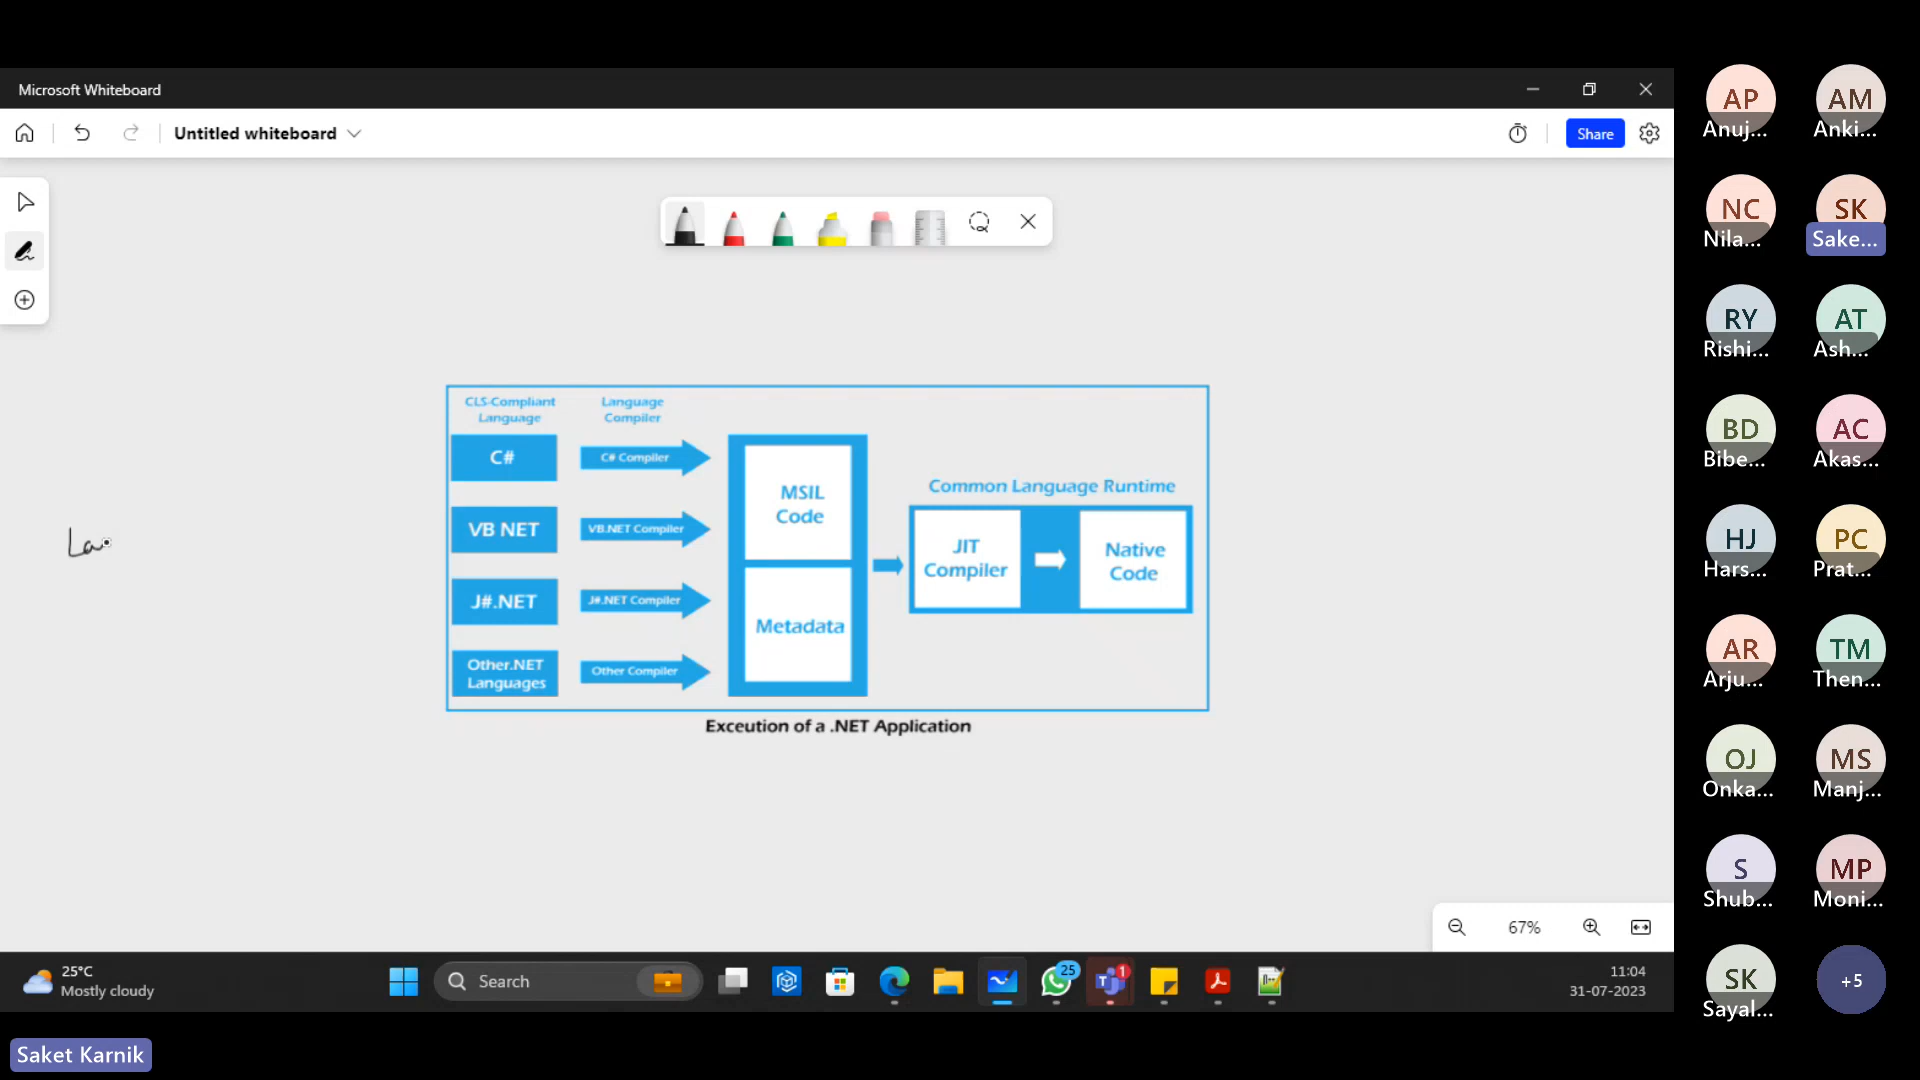 Microsoft Whiteboard
Untitled whiteboard
Share
CLS-Compliant
Language
Language
Compiler
C#
C# Compiler
VB NET
VB.NET Compiler
J#.NET
J#.NET Compiler
Other.NET
Languages
Other Compiler
MSIL
Code
Metadata
Common Language Runtime
JIT
Compiler
Native
Code
Exceution of a .NET Application
La
67%
25°C
Mostly cloudy
Search
25
1
11:04
31-07-2023
Saket Karnik
AP
Anuj...
AM
Anki...
NC
Nila...
SK
Sake...
RY
Rishi...
AT
Ash...
BD
Bibe...
AC
Akas...
HJ
Hars...
PC
Prat...
AR
Arju...
TM
Then...
OJ
Onka...
MS
Manj...
S
Shub...
MP
Moni...
SK
Sayal...
+5